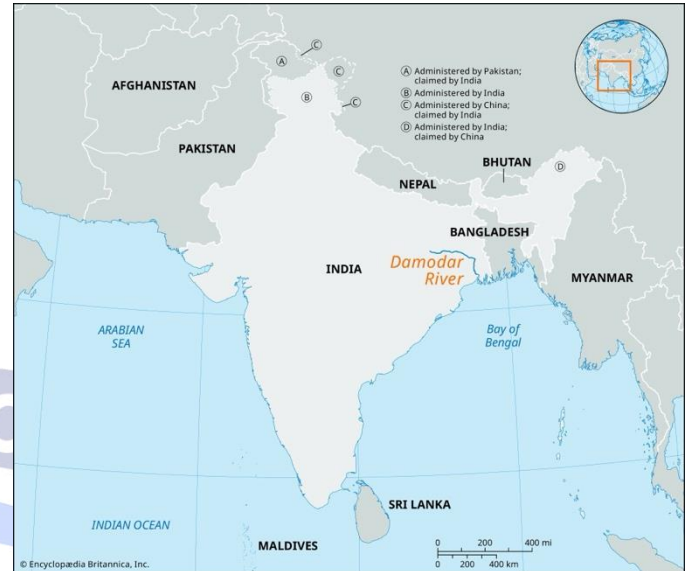 Ⓒ
Ⓐ
Ⓒ
Ⓐ Administered by Pakistan;
claimed by India
AFGHANISTAN
Ⓑ
Ⓑ Administered by India
Ⓒ
Ⓒ Administered by China;
claimed by India
Ⓓ Administered by India;
claimed by China
PAKISTAN
BHUTAN
Ⓓ
NEPAL
BANGLADESH
INDIA
Damodar
River
MYANMAR
ARABIAN
SEA
Bay of
Bengal
SRI LANKA
INDIAN OCEAN
MALDIVES
0 200 400 mi
0 200 400 km
© Encyclopædia Britannica, Inc.